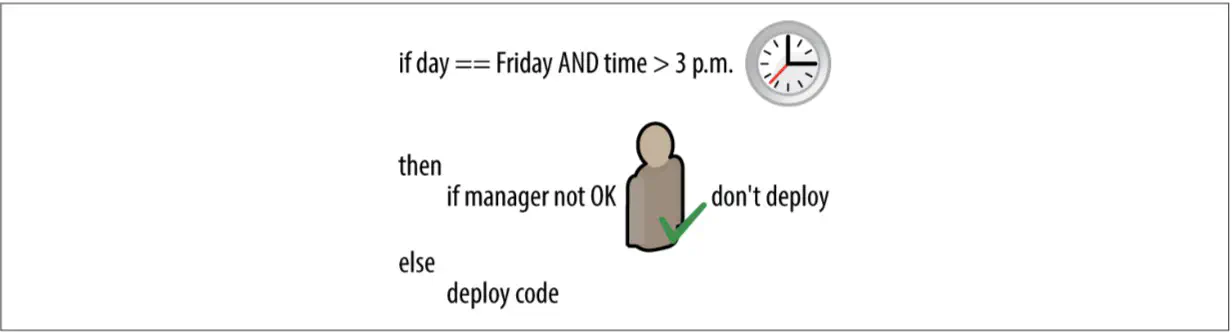 if day == Friday AND time > 3 p.m.
then
if manager not OK don't deploy
else
deploy code